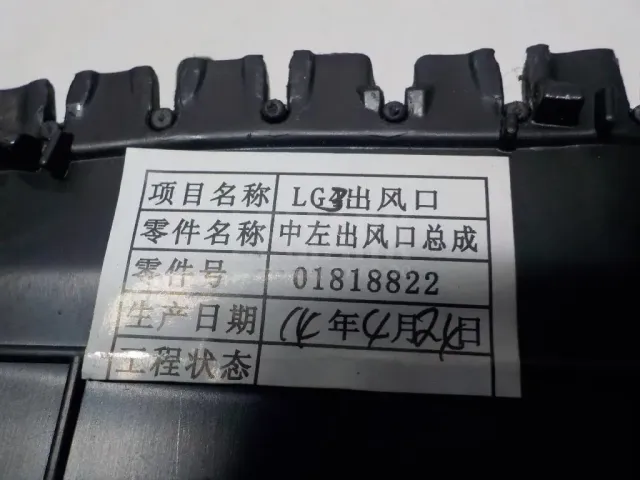 项目名称 LG3出风口
零件名称 中左出风口总成
零件号 01818822
生产日期 年 月 日
工程状态